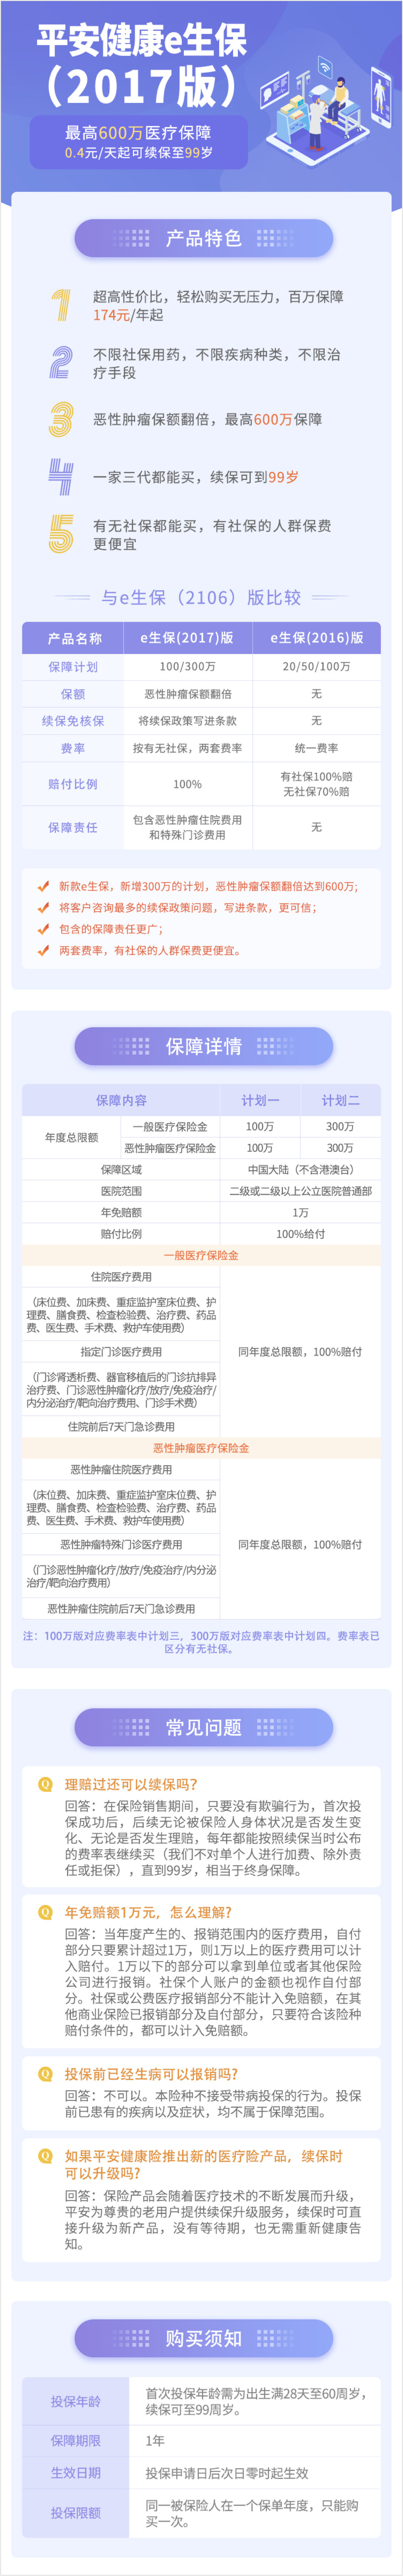 平安健康e生保
（2017版）
最高600万医疗保障
0.4元/天起可续保至99岁
产品特色
1
超高性价比，轻松购买无压力，百万保障
174元/年起
2
不限社保用药，不限疾病种类，不限治
疗手段
3
恶性肿瘤保额翻倍，最高600万保障
4
一家三代都能买，续保可到99岁
5
有无社保都能买，有社保的人群保费
更便宜
与e生保（2106）版比较
产品名称 e生保(2017)版 e生保(2016)版
保障计划 100/300万 20/50/100万
保额 恶性肿瘤保额翻倍 无
续保免核保 将续保政策写进条款 无
费率 按有无社保，两套费率 统一费率
赔付比例 100% 有社保100%赔
无社保70%赔
保障责任 包含恶性肿瘤住院费用
和特殊门诊费用 无
新款e生保，新增300万的计划，恶性肿瘤保额翻倍达到600万;
将客户咨询最多的续保政策问题，写进条款，更可信；
包含的保障责任更广；
两套费率，有社保的人群保费更便宜。
保障详情
保障内容 计划一 计划二
年度总限额 一般医疗保险金 100万 300万
恶性肿瘤医疗保险金 100万 300万
保障区域 中国大陆（不含港澳台）
医院范围 二级或二级以上公立医院普通部
年免赔额 1万
赔付比例 100%给付
一般医疗保险金
住院医疗费用
（床位费、加床费、重症监护室床位费、护
理费、膳食费、检查检验费、治疗费、药品
费、医生费、手术费、救护车使用费）
指定门诊医疗费用 同年度总限额，100%赔付
（门诊肾透析费、器官移植后的门诊抗排异
治疗费、门诊恶性肿瘤化疗/放疗/免疫治疗/
内分泌治疗/靶向治疗费用、门诊手术费）
住院前后7天门急诊费用
恶性肿瘤医疗保险金
恶性肿瘤住院医疗费用
（床位费、加床费、重症监护室床位费、护
理费、膳食费、检查检验费、治疗费、药品
费、医生费、手术费、救护车使用费）
恶性肿瘤特殊门诊医疗费用 同年度总限额，100%赔付
（门诊恶性肿瘤化疗/放疗/免疫治疗/内分泌
治疗/靶向治疗费用）
恶性肿瘤住院前后7天门急诊费用
注：100万版对应费率表中计划三，300万版对应费率表中计划四。费率表已
区分有无社保。
常见问题
Q 理赔过还可以续保吗?
回答：在保险销售期间，只要没有欺骗行为，首次投
保成功后，后续无论被保险人身体状况是否发生变
化、无论是否发生理赔，每年都能按照续保当时公布
的费率表继续买（我们不对单个人进行加费、除外责
任或拒保），直到99岁，相当于终身保障。
Q 年免赔额1万元，怎么理解?
回答：当年度产生的、报销范围内的医疗费用，自付
部分只要累计超过1万，则1万以上的医疗费用可以计
入赔付。1万以下的部分可以拿到单位或者其他保险
公司进行报销。社保个人账户的金额也视作自付部
分。社保或公费医疗报销部分不能计入免赔额，在其
他商业保险已报销部分及自付部分，只要符合该险种
赔付条件的，都可以计入免赔额。
Q 投保前已经生病可以报销吗?
回答：不可以。本险种不接受带病投保的行为。投保
前已患有的疾病以及症状，均不属于保障范围。
Q 如果平安健康险推出新的医疗险产品，续保时
可以升级吗?
回答：保险产品会随着医疗技术的不断发展而升级，
平安为尊贵的老用户提供续保升级服务，续保时可直
接升级为新产品，没有等待期，也无需重新健康告
知。
购买须知
投保年龄 首次投保年龄需为出生满28天至60周岁，
续保可至99周岁。
保障期限 1年
生效日期 投保申请日后次日零时起生效
投保限额 同一被保险人在一个保单年度，只能购
买一次。